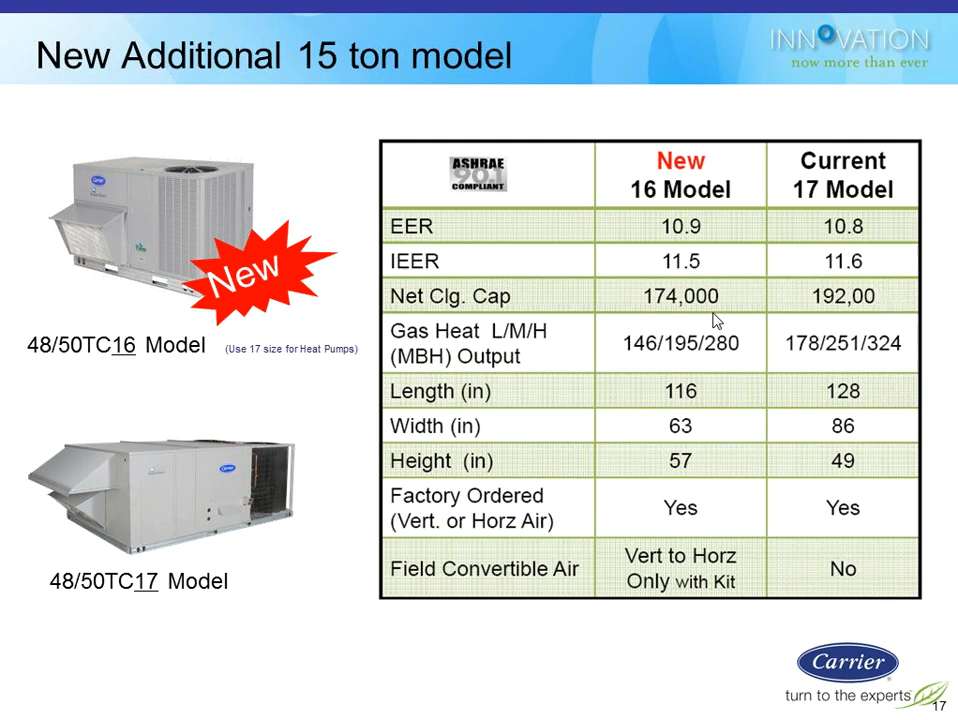 New Additional 15 ton model
INNOVATION
now more than ever
Carrier
New
48/50TC16 Model (Use 17 size for Heat Pumps)
Carrier
48/50TC17 Model
ASHRAE
90.1
COMPLIANT
New
16 Model
Current
17 Model
EER 10.9 10.8
IEER 11.5 11.6
Net Clg. Cap 174,000 192,00
Gas Heat L/M/H
(MBH) Output 146/195/280 178/251/324
Length (in) 116 128
Width (in) 63 86
Height (in) 57 49
Factory Ordered
(Vert. or Horz Air) Yes Yes
Field Convertible Air Vert to Horz
Only with Kit No
Carrier
turn to the experts
17